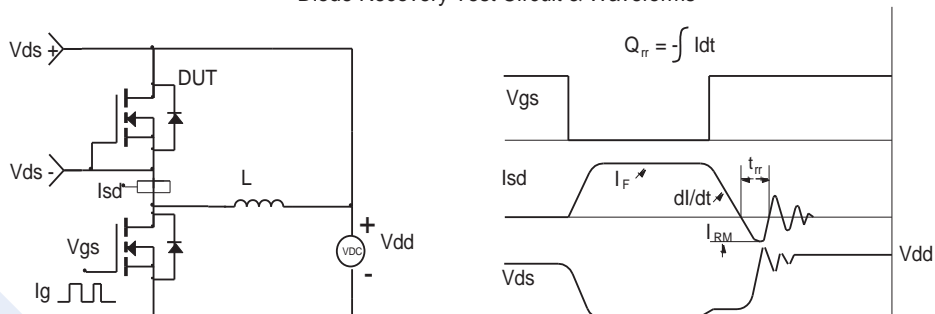 Diode Recovery Test Circuit & Waveforms
Vds +
DUT
Vds -
Isd
L
Vgs
Ig
+
VDC
-
Vdd
Qrr = -∫ Idt
Vgs
Isd
IF
dI/dt
trr
IRM
Vdd
Vds